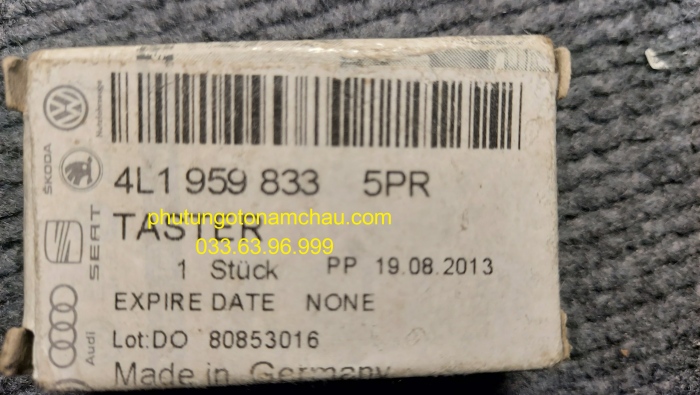 4L1 959 833 5PR
TASTER
phutungotonamchau.com
033.63.96.999
1 Stück PP 19.08.2013
EXPIRE DATE NONE
Lot:DO 80853016
Made in Germany
Nutzfahrzeuge
ŠKODA
SEAT
Audi